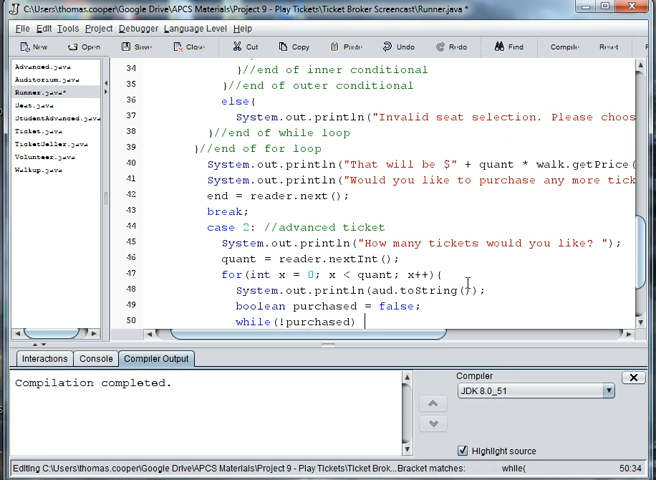 C:\Users\thomas.cooper\Google Drive\APCS Materials\Project 9 - Play Tickets\Ticket Broker Screencast\Runner.java *
File Edit Tools Project Debugger Language Level Help
New Open Save Close Cut Copy Paste Undo Redo Find Compile
Advanced.java
Auditorium.java
Runner.java*
Seat.java
StudentAdvanced.java
Ticket.java
TicketSeller.java
Volunteer.java
Walkup.java
34 }//end of inner conditional
35 }//end of outer conditional
36 else{
37 System.out.println("Invalid seat selection. Please choos
38 }//end of while loop
39 }//end of for loop
40 System.out.println("That will be $" + quant * walk.getPrice(
41 System.out.println("Would you like to purchase any more tick
42 end = reader.next();
43 break;
44 case 2: //advanced ticket
45 System.out.println("How many tickets would you like? ");
46 quant = reader.nextInt();
47 for(int x = 0; x < quant; x++){
48 System.out.println(aud.toString());
49 boolean purchased = false;
50 while(!purchased)
Interactions Console Compiler Output
Compilation completed.
Compiler
JDK 8.0_51
Highlight source
Editing C:\Users\thomas.cooper\Google Drive\APCS Materials\Project 9 - Play Tickets\Ticket Brok... Bracket matches: while( 50:34